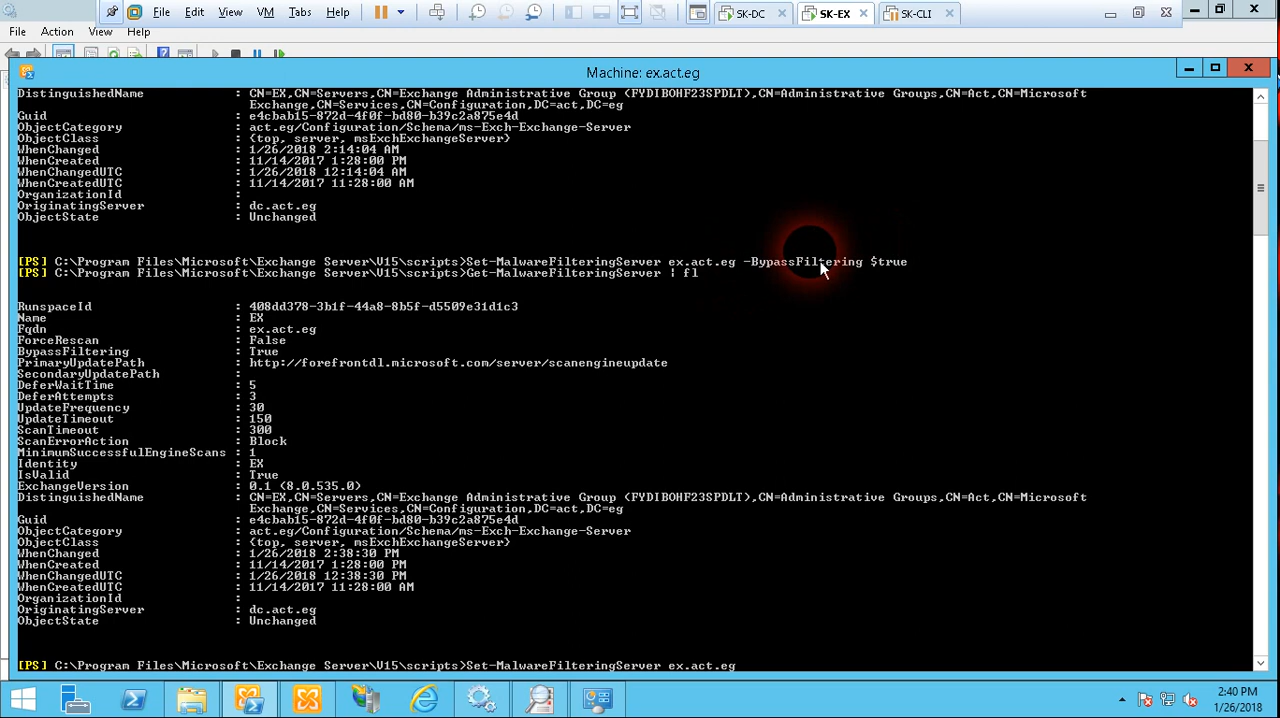 File Edit View VM Tabs Help SK-DC SK-EX SK-CLI
File Action View Help
Machine: ex.act.eg
DistinguishedName : CN=EX,CN=Servers,CN=Exchange Administrative Group (FYDIBOHF23SPDLT),CN=Administrative Groups,CN=Act,CN=Microsoft
Exchange,CN=Services,CN=Configuration,DC=act,DC=eg
Guid : e4cbab15-872d-4f0f-bd80-b39c2a875e4d
ObjectCategory : act.eg/Configuration/Schema/ms-Exch-Exchange-Server
ObjectClass : {top, server, msExchExchangeServer}
WhenChanged : 1/26/2018 2:14:04 AM
WhenCreated : 11/14/2017 1:28:00 PM
WhenChangedUTC : 1/26/2018 12:14:04 AM
WhenCreatedUTC : 11/14/2017 11:28:00 AM
OrganizationId :
OriginatingServer : dc.act.eg
ObjectState : Unchanged
[PS] C:\Program Files\Microsoft\Exchange Server\V15\scripts>Set-MalwareFilteringServer ex.act.eg -BypassFiltering $true
[PS] C:\Program Files\Microsoft\Exchange Server\V15\scripts>Get-MalwareFilteringServer | fl
RunspaceId : 408dd378-3b1f-44a8-8b5f-d5509e31d1c3
Name : EX
Fqdn : ex.act.eg
ForceRescan : False
BypassFiltering : True
PrimaryUpdatePath : http://forefrontdl.microsoft.com/server/scanengineupdate
SecondaryUpdatePath :
DeferWaitTime : 5
DeferAttempts : 3
UpdateFrequency : 30
UpdateTimeout : 150
ScanTimeout : 300
ScanErrorAction : Block
MinimumSuccessfulEngineScans : 1
Identity : EX
IsValid : True
ExchangeVersion : 0.1 (8.0.535.0)
DistinguishedName : CN=EX,CN=Servers,CN=Exchange Administrative Group (FYDIBOHF23SPDLT),CN=Administrative Groups,CN=Act,CN=Microsoft
Exchange,CN=Services,CN=Configuration,DC=act,DC=eg
Guid : e4cbab15-872d-4f0f-bd80-b39c2a875e4d
ObjectCategory : act.eg/Configuration/Schema/ms-Exch-Exchange-Server
ObjectClass : {top, server, msExchExchangeServer}
WhenChanged : 1/26/2018 2:38:30 PM
WhenCreated : 11/14/2017 1:28:00 PM
WhenChangedUTC : 1/26/2018 12:38:30 PM
WhenCreatedUTC : 11/14/2017 11:28:00 AM
OrganizationId :
OriginatingServer : dc.act.eg
ObjectState : Unchanged
[PS] C:\Program Files\Microsoft\Exchange Server\V15\scripts>Set-MalwareFilteringServer ex.act.eg
2:40 PM
1/26/2018